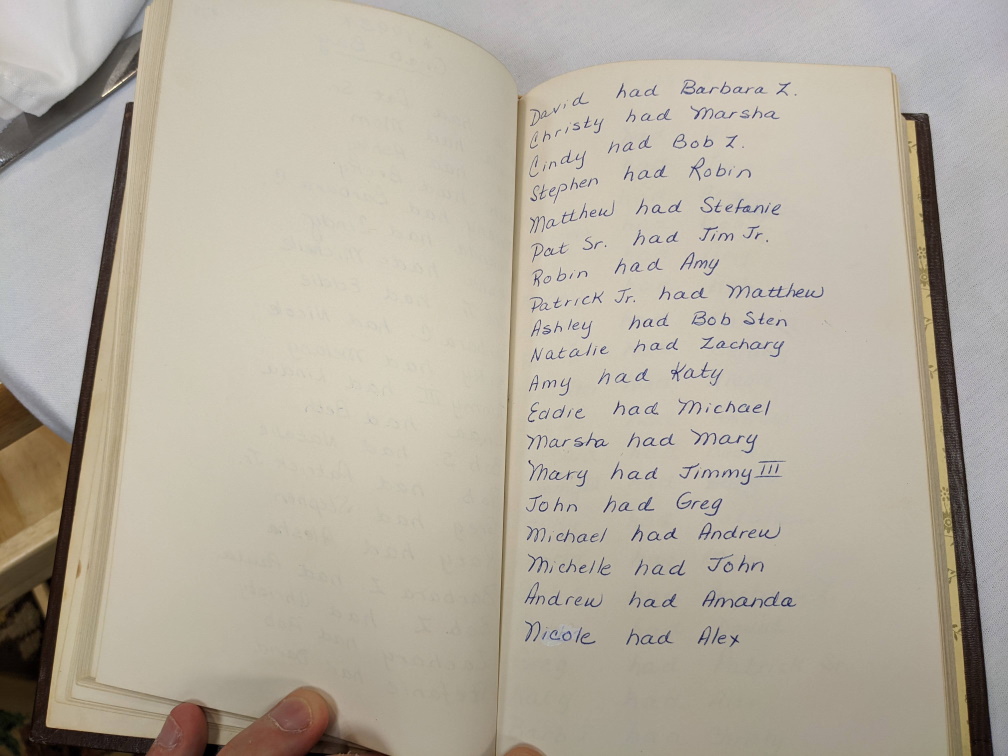 David had Barbara Z.
Christy had Marsha
Cindy had Bob Z.
Stephen had Robin
Matthew had Stefanie
Pat Sr. had Jim Jr.
Robin had Amy
Patrick Jr. had Matthew
Ashley had Bob Sten
Natalie had Zachary
Amy had Katy
Eddie had Michael
Marsha had Mary
Mary had Jimmy III
John had Greg
Michael had Andrew
Michelle had John
Andrew had Amanda
Nicole had Alex